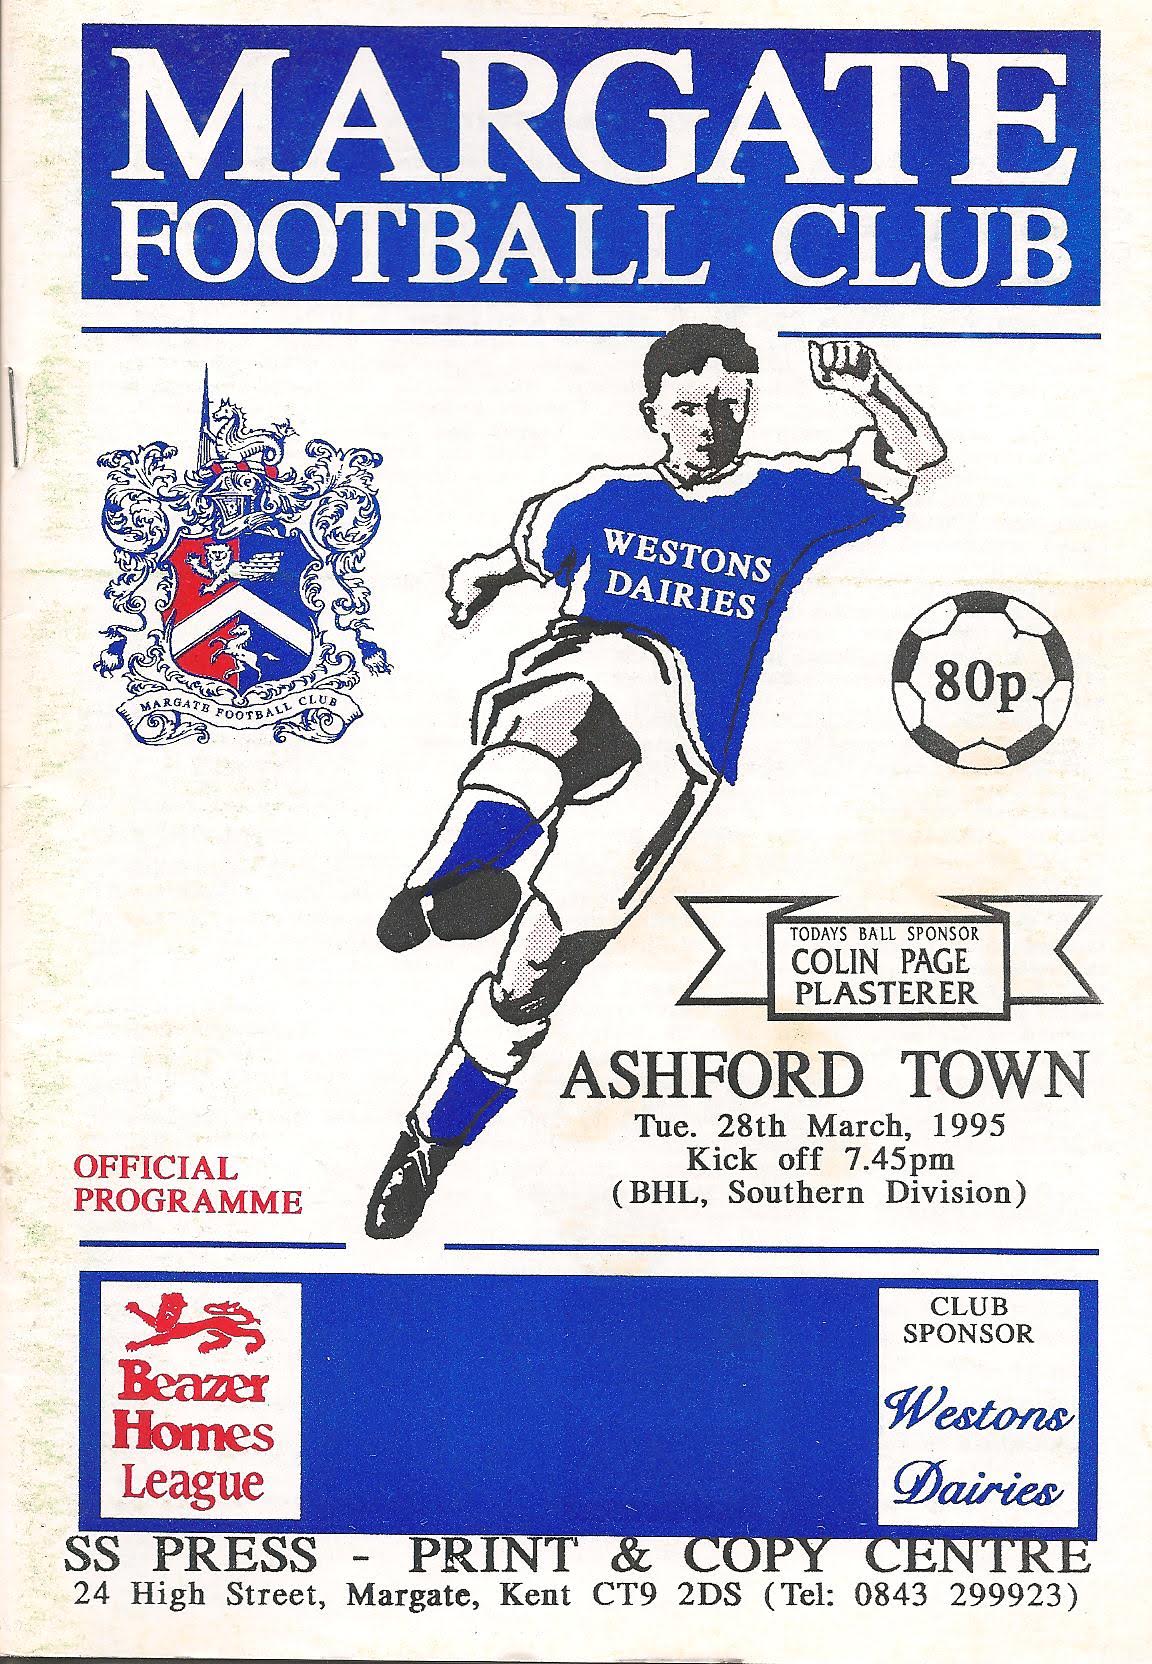 MARGATE
FOOTBALL CLUB
WESTONS
DAIRIES
MARGATE FOOTBALL CLUB
80p
TODAYS BALL SPONSOR
COLIN PAGE
PLASTERER
ASHFORD TOWN
Tue. 28th March, 1995
Kick off 7.45pm
(BHL, Southern Division)
OFFICIAL
PROGRAMME
Beazer
Homes
League
CLUB
SPONSOR
Westons
Dairies
SS PRESS - PRINT & COPY CENTRE
24 High Street, Margate, Kent CT9 2DS (Tel: 0843 299923)